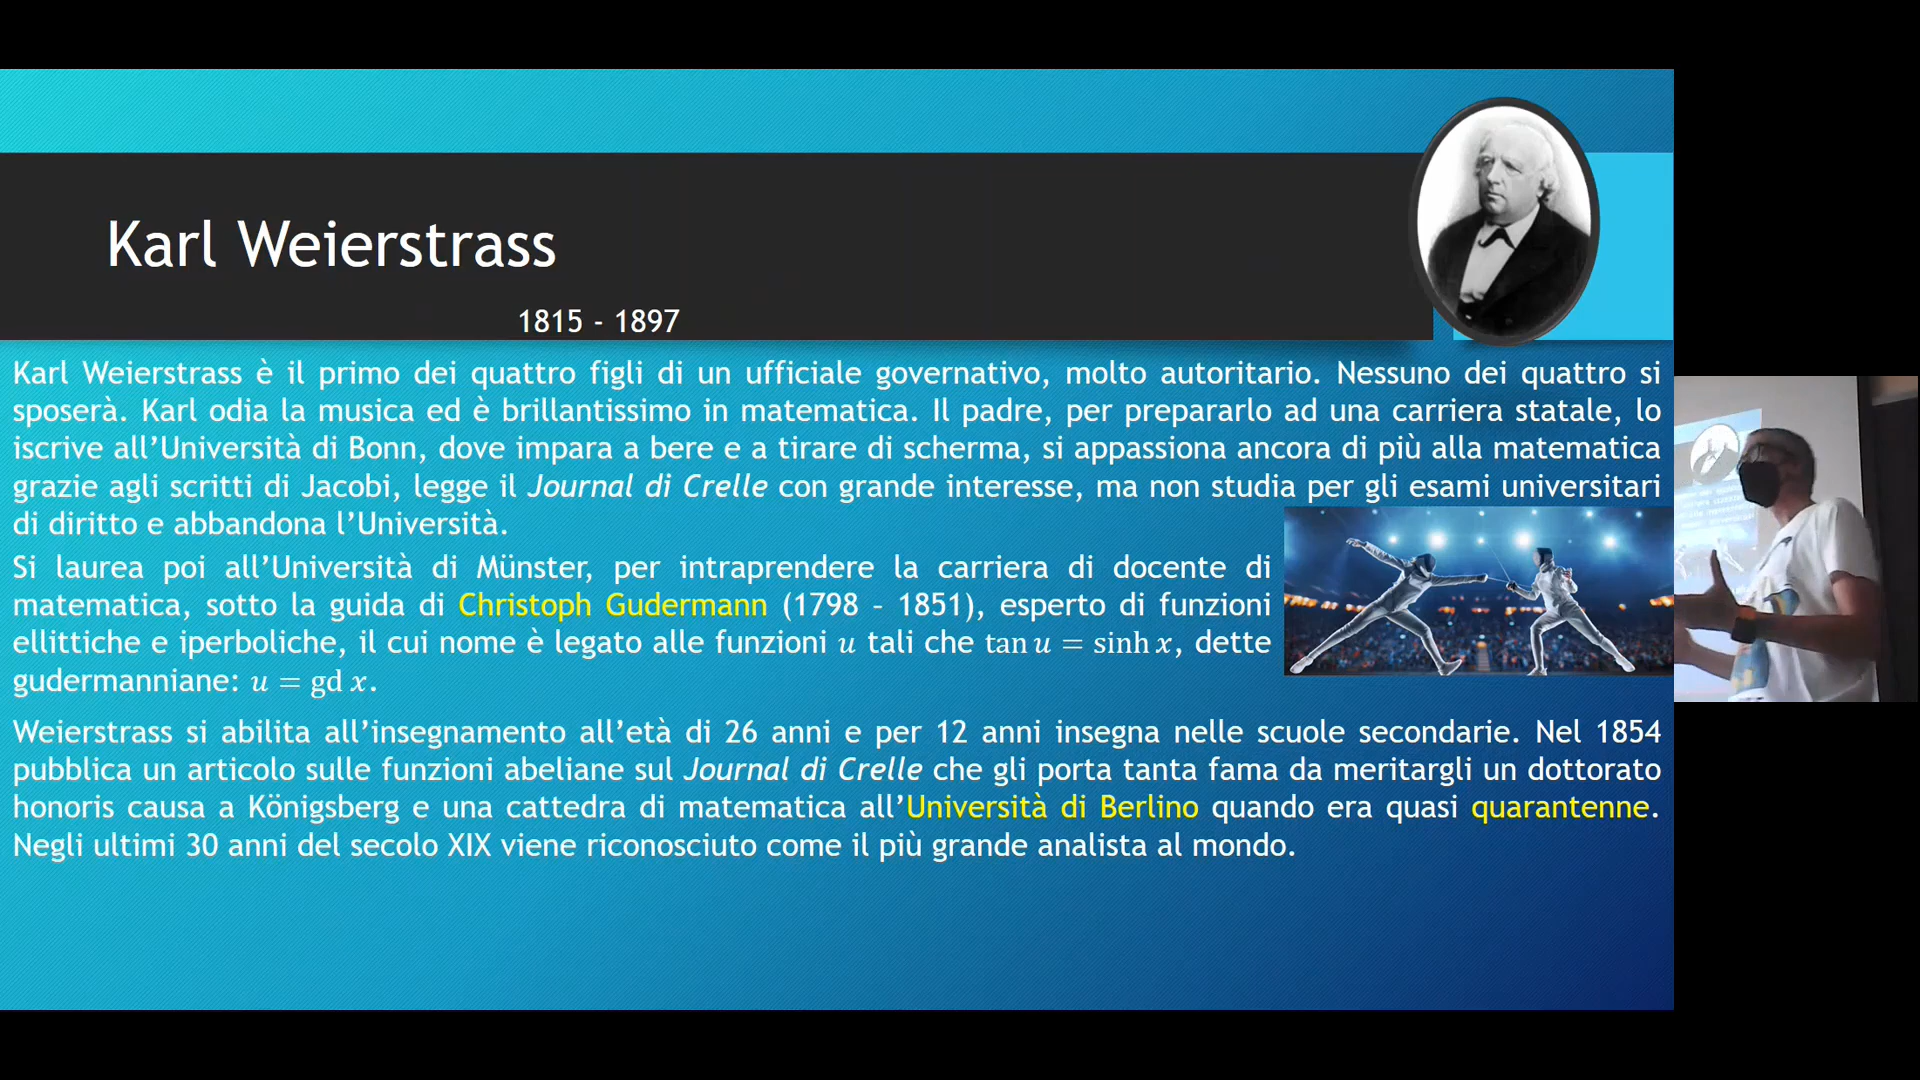 Karl Weierstrass
1815 - 1897
Karl Weierstrass è il primo dei quattro figli di un ufficiale governativo, molto autoritario. Nessuno dei quattro si
sposerà. Karl odia la musica ed è brillantissimo in matematica. Il padre, per prepararlo ad una carriera statale, lo
iscrive all’Università di Bonn, dove impara a bere e a tirare di scherma, si appassiona ancora di più alla matematica
grazie agli scritti di Jacobi, legge il Journal di Crelle con grande interesse, ma non studia per gli esami universitari
di diritto e abbandona l’Università.
Si laurea poi all’Università di Münster, per intraprendere la carriera di docente di
matematica, sotto la guida di Christoph Gudermann (1798 – 1851), esperto di funzioni
ellittiche e iperboliche, il cui nome è legato alle funzioni u tali che tan u = sinh x, dette
gudermanniane: u = gd x.
Weierstrass si abilita all’insegnamento all’età di 26 anni e per 12 anni insegna nelle scuole secondarie. Nel 1854
pubblica un articolo sulle funzioni abeliane sul Journal di Crelle che gli porta tanta fama da meritargli un dottorato
honoris causa a Königsberg e una cattedra di matematica all’Università di Berlino quando era quasi quarantenne.
Negli ultimi 30 anni del secolo XIX viene riconosciuto come il più grande analista al mondo.